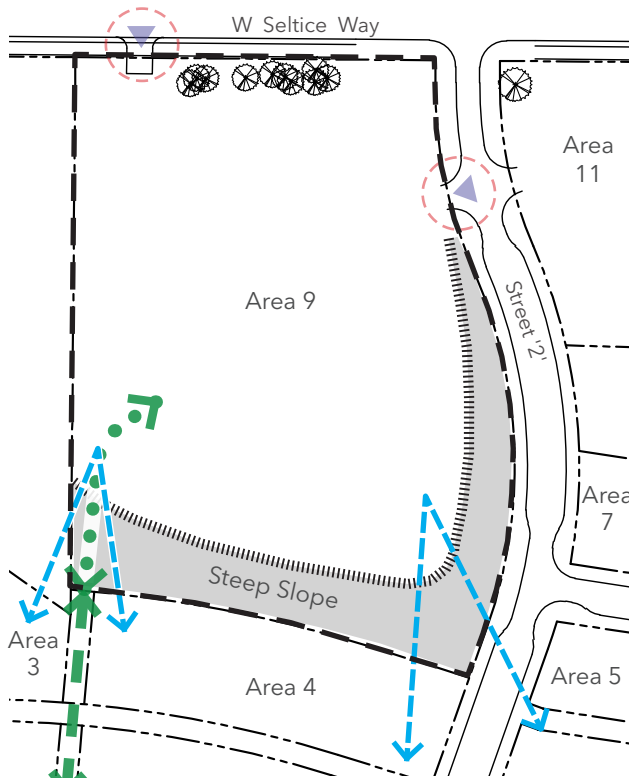 W Seltice Way
Area
11
Area 9
Street '2'
Area
7
Steep Slope
Area
3
Area 4
Area 5